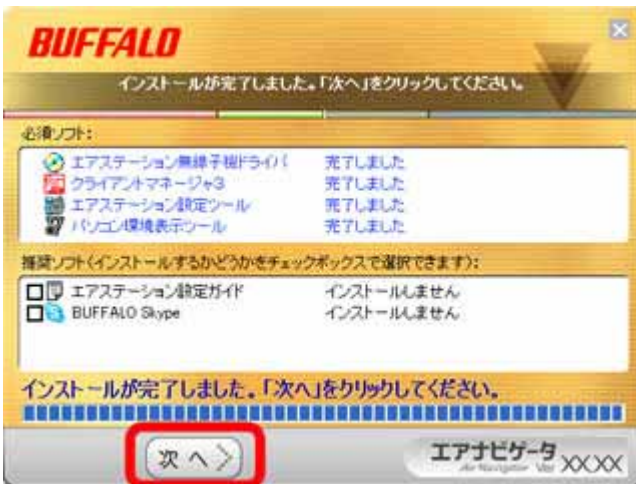 BUFFALO
インストールが完了しました。「次へ」をクリックしてください。
必須ソフト:
エアステーション無線子機ドライバ 完了しました
クライアントマネージャ3 完了しました
エアステーション設定ツール 完了しました
パソコン環境表示ツール 完了しました
推奨ソフト(インストールするかどうかをチェックボックスで選択できます):
エアステーション設定ガイド インストールしません
BUFFALO Skype インストールしません
インストールが完了しました。「次へ」をクリックしてください。
次へ
エアナビゲータ
Air Navigator Ver XX.XX